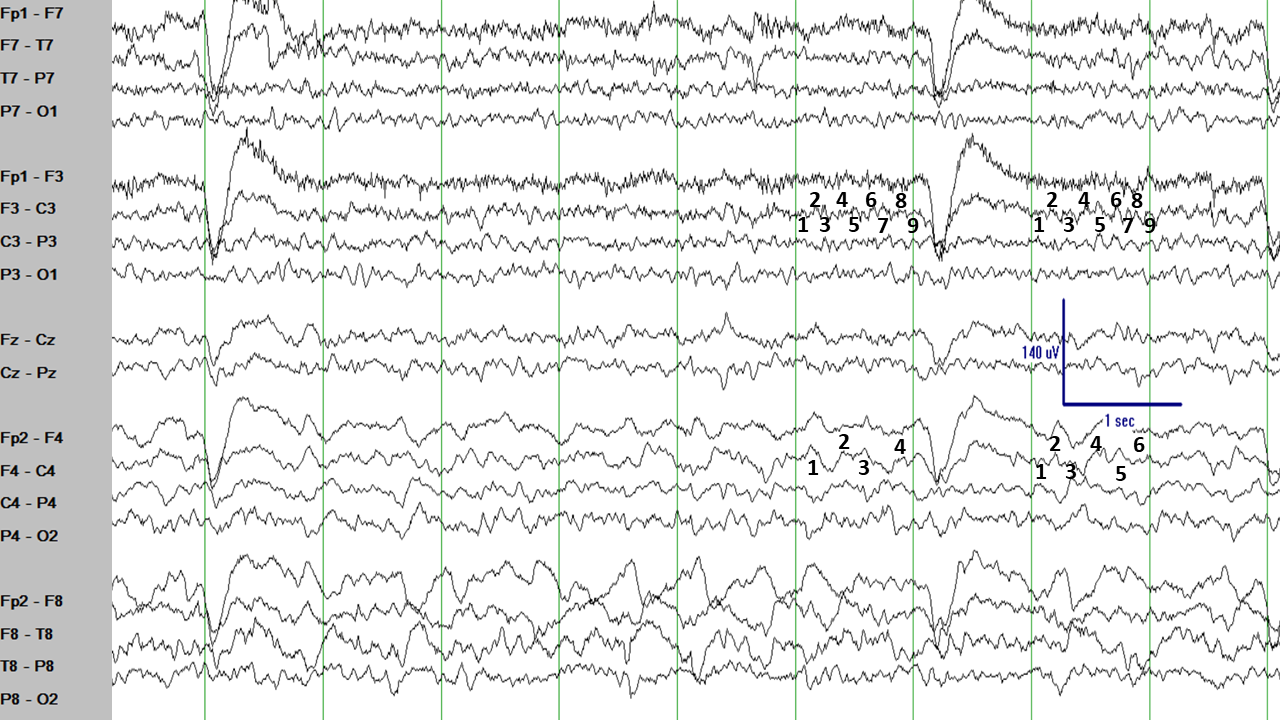 Fp1 - F7
F7 - T7
T7 - P7
P7 - O1
Fp1 - F3
F3 - C3
2 4 6 8 2 4 6 8
1 3 5 7 9 1 3 5 7 9
C3 - P3
P3 - O1
Fz - Cz
140 uV
Cz - Pz
1 sec
Fp2 - F4
2 4 2 4 6
F4 - C4
1 3 1 3 5
C4 - P4
P4 - O2
Fp2 - F8
F8 - T8
T8 - P8
P8 - O2